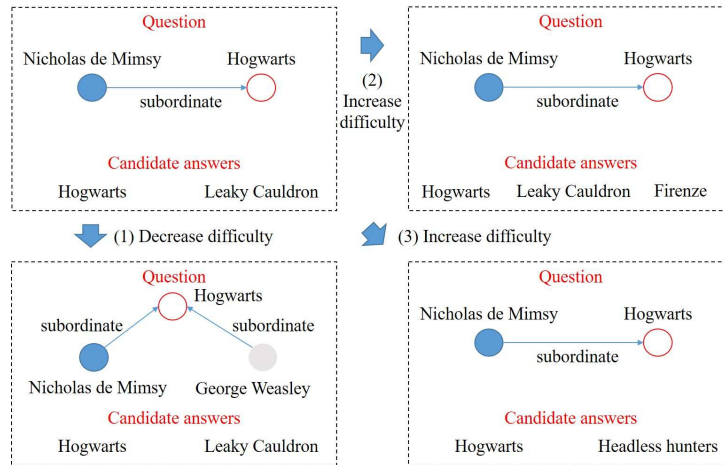 Question
Nicholas de Mimsy Hogwarts
subordinate
Candidate answers
Hogwarts Leaky Cauldron
(2)
Increase
difficulty
Question
Nicholas de Mimsy Hogwarts
subordinate
Candidate answers
Hogwarts Leaky Cauldron Firenze
(1) Decrease difficulty
(3) Increase difficulty
Question
Hogwarts
subordinate subordinate
Nicholas de Mimsy George Weasley
Candidate answers
Hogwarts Leaky Cauldron
Question
Nicholas de Mimsy Hogwarts
subordinate
Candidate answers
Hogwarts Headless hunters